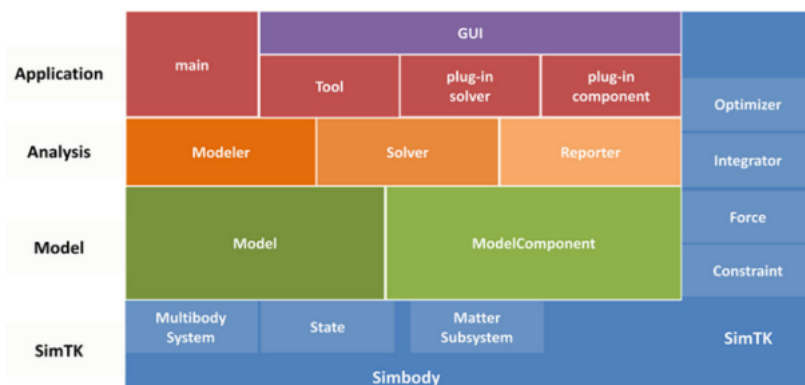 GUI
Application
main
Tool
plug-in
solver
plug-in
component
Optimizer
Analysis
Modeler
Solver
Reporter
Integrator
Model
Model
ModelComponent
Force
Constraint
SimTK
Multibody
System
State
Matter
Subsystem
SimTK
Simbody